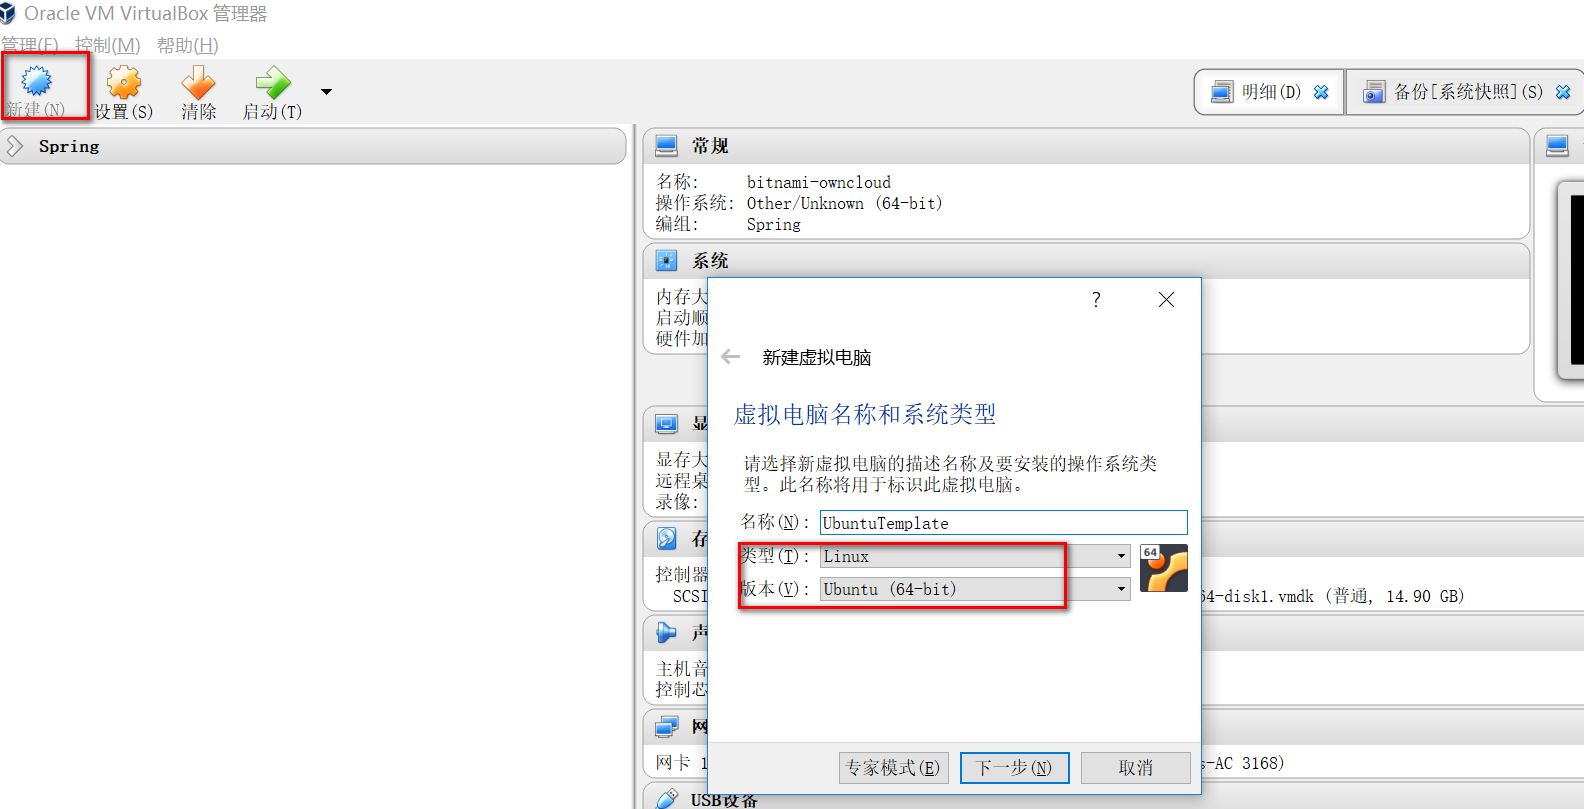 Oracle VM VirtualBox 管理器
管理(F) 控制(M) 帮助(H)
新建(N) 设置(S) 清除 启动(T) 明细(D) 备份[系统快照](S)
Spring
常规
名称: bitnami-owncloud
操作系统: Other/Unknown (64-bit)
编组: Spring
系统
内存大
启动顺
硬件加
?
新建虚拟电脑
虚拟电脑名称和系统类型
请选择新虚拟电脑的描述名称及要安装的操作系统类
型。此名称将用于标识此虚拟电脑。
名称(N): UbuntuTemplate
类型(T): Linux
64
版本(V): Ubuntu (64-bit)
专家模式(E) 下一步(N) 取消
显
显存大
远程桌
录像:
存
控制器
SCSI 64-disk1.vmdk (普通, 14.90 GB)
声
主机音
控制芯
网
网卡 1 s-AC 3168)
USB设备